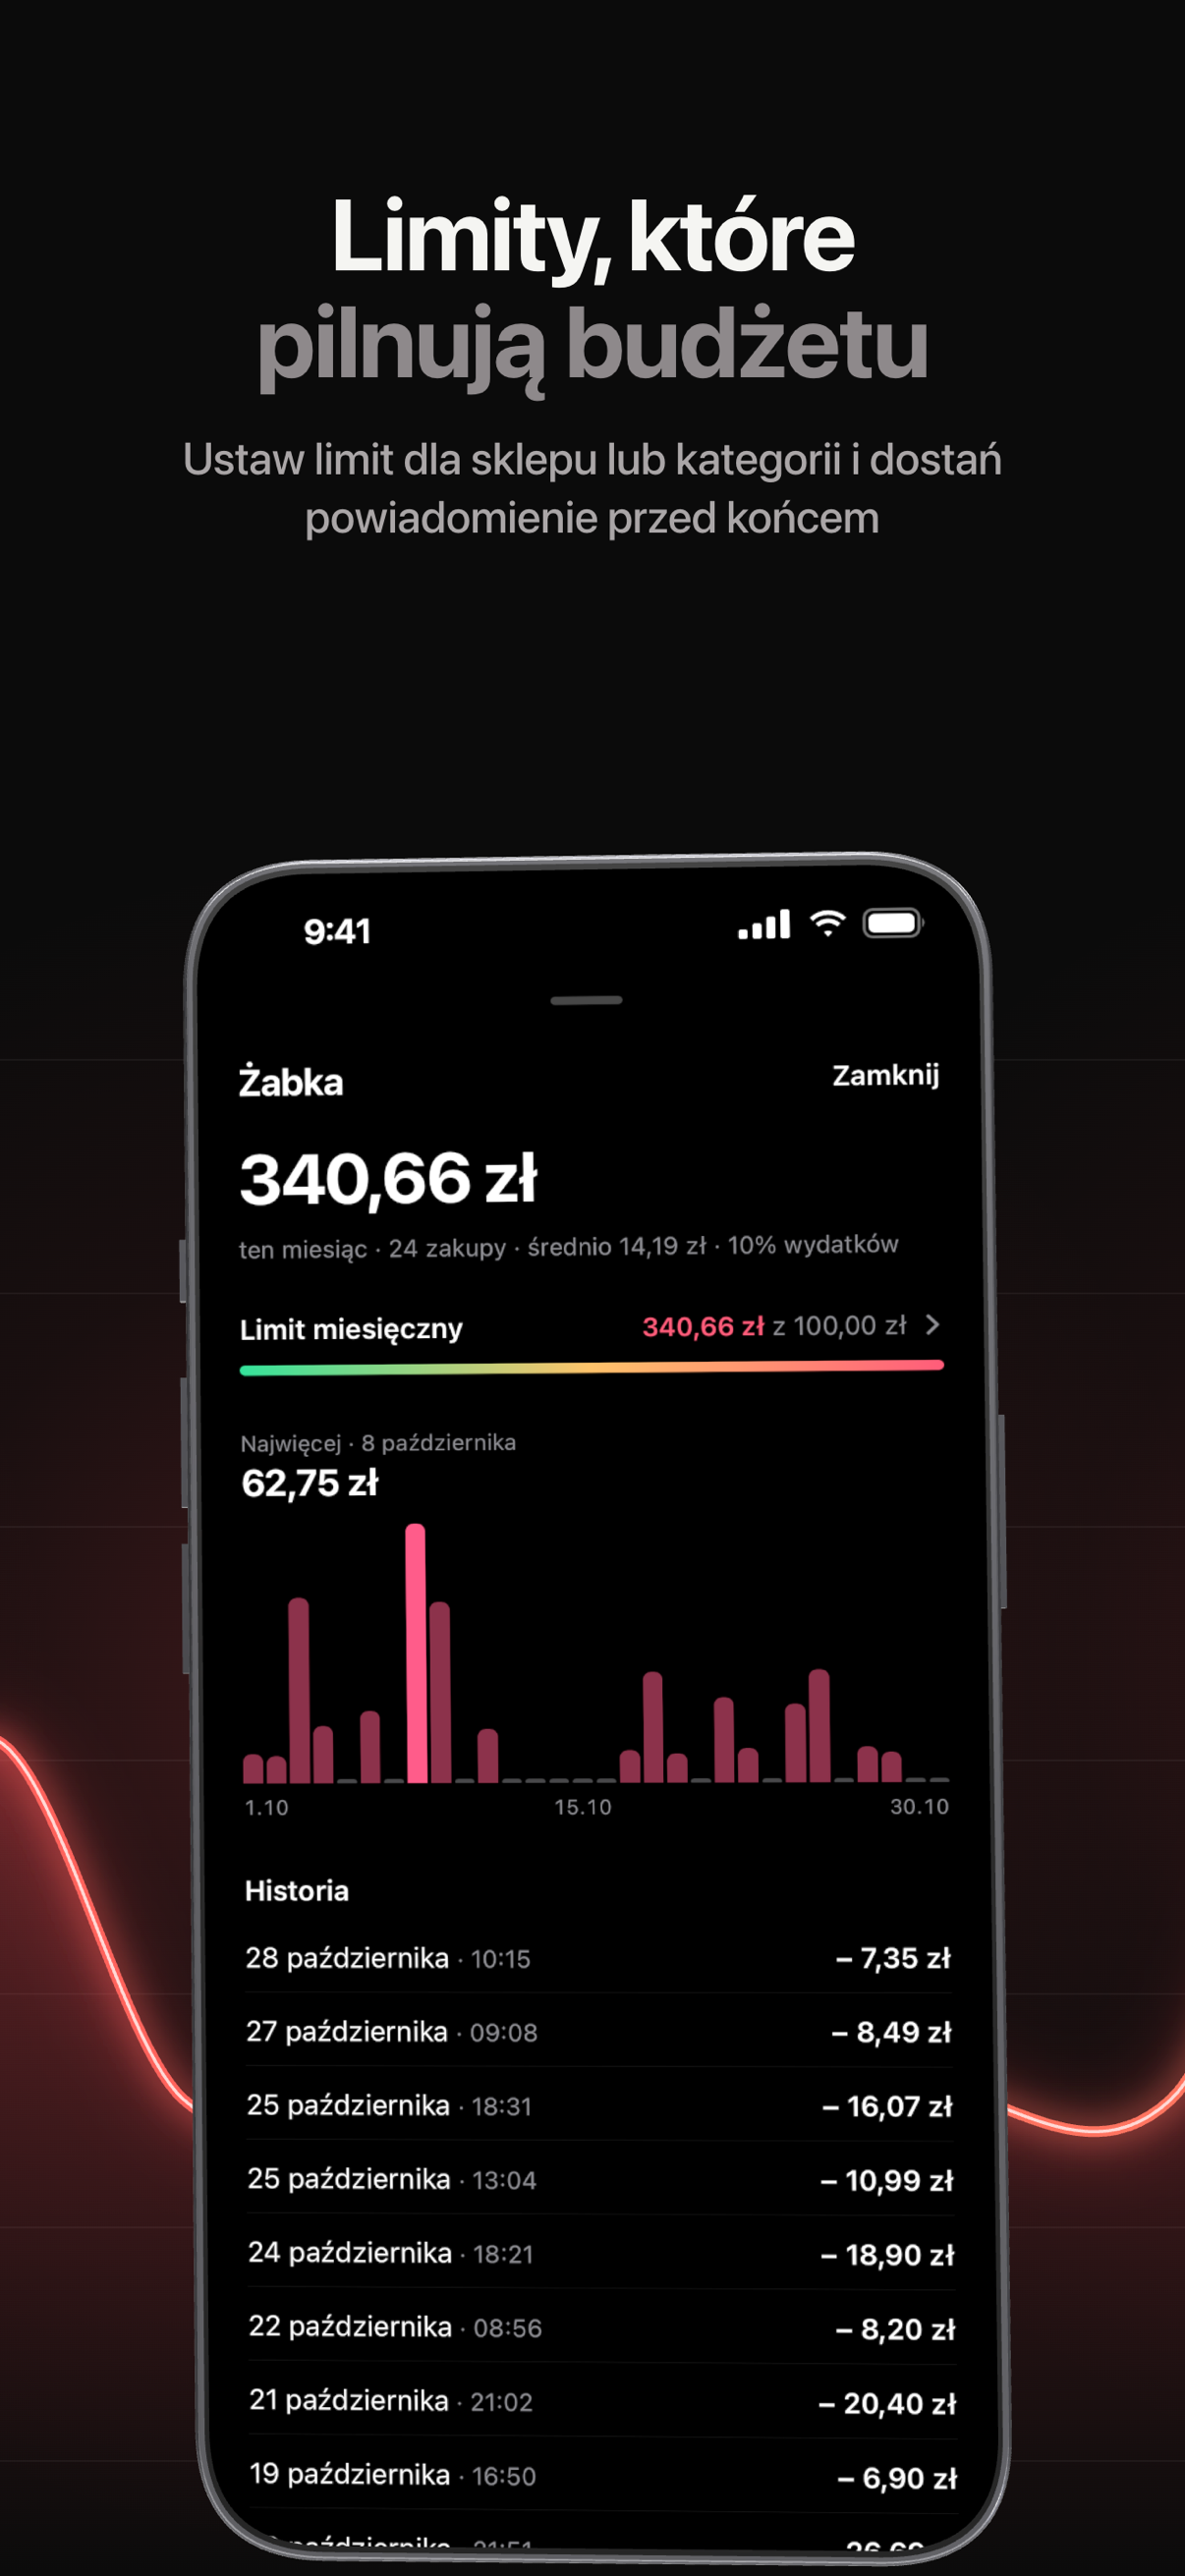 Limity, które
pilnują budżetu
Ustaw limit dla sklepu lub kategorii i dostań
powiadomienie przed końcem
9:41
Żabka
Zamknij
340,66 zł
ten miesiąc · 24 zakupy · średnio 14,19 zł · 10% wydatków
Limit miesięczny 340,66 zł z 100,00 zł
Najwięcej · 8 października
62,75 zł
1.10 15.10 30.10
Historia
28 października · 10:15 – 7,35 zł
27 października · 09:08 – 8,49 zł
25 października · 18:31 – 16,07 zł
25 października · 13:04 – 10,99 zł
24 października · 18:21 – 18,90 zł
22 października · 08:56 – 8,20 zł
21 października · 21:02 – 20,40 zł
19 października · 16:50 – 6,90 zł
października · 21:51